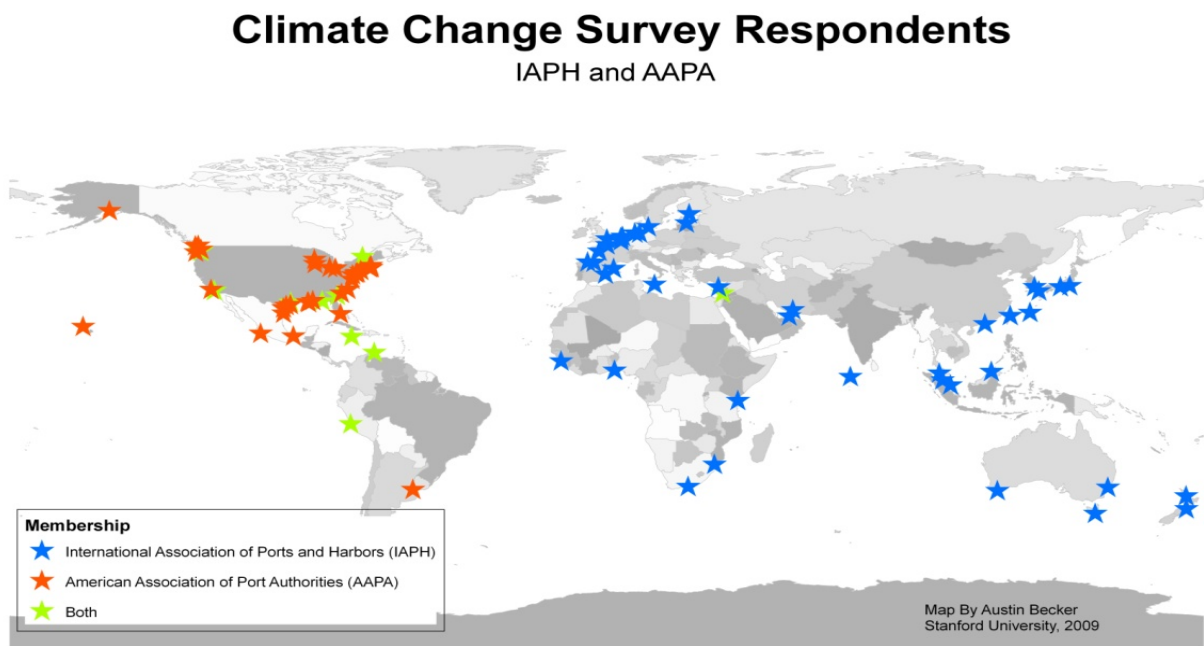 Climate Change Survey Respondents
IAPH and AAPA
Membership
International Association of Ports and Harbors (IAPH)
American Association of Port Authorities (AAPA)
Both
Map By Austin Becker
Stanford University, 2009